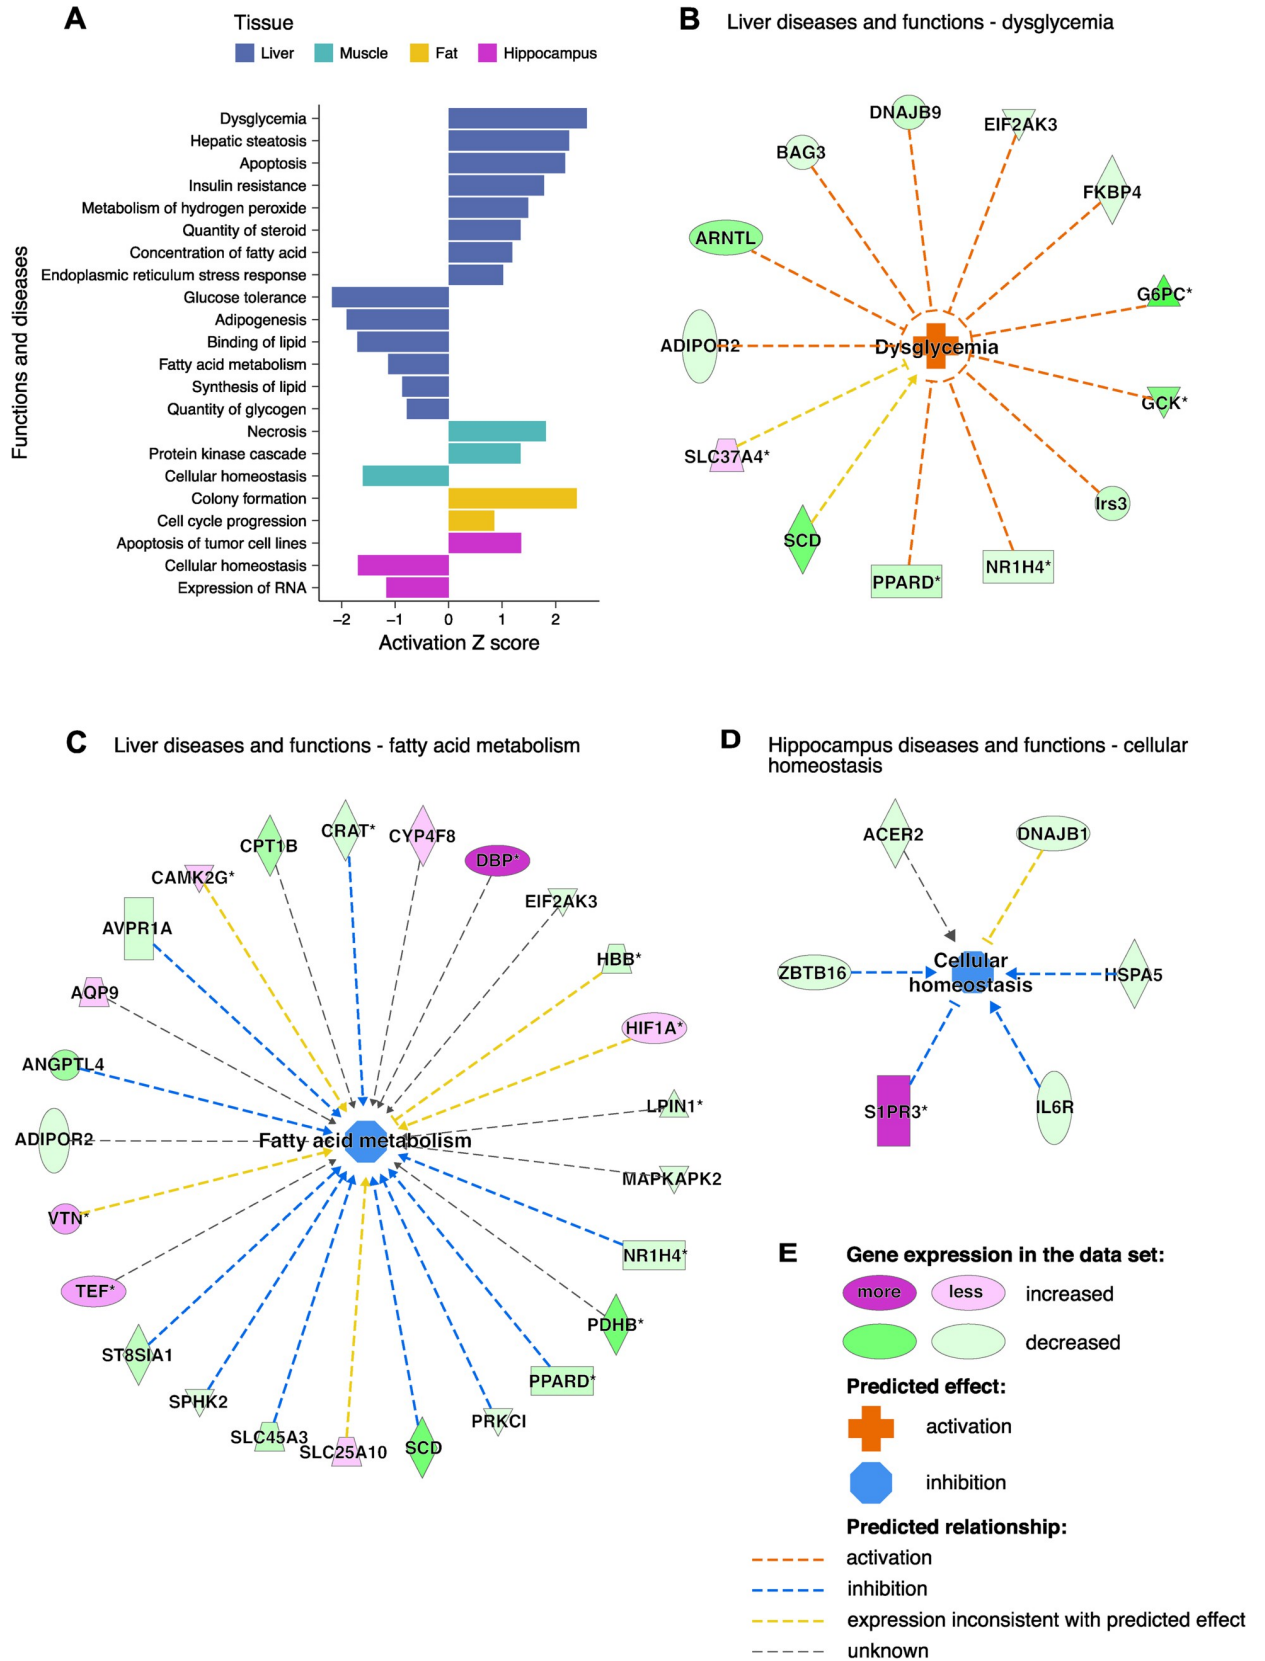 A
Tissue
Liver
Muscle
Fat
Hippocampus
Functions and diseases
Dysglycemia
Hepatic steatosis
Apoptosis
Insulin resistance
Metabolism of hydrogen peroxide
Quantity of steroid
Concentration of fatty acid
Endoplasmic reticulum stress response
Glucose tolerance
Adipogenesis
Binding of lipid
Fatty acid metabolism
Synthesis of lipid
Quantity of glycogen
Necrosis
Protein kinase cascade
Cellular homeostasis
Colony formation
Cell cycle progression
Apoptosis of tumor cell lines
Cellular homeostasis
Expression of RNA
−2
−1
0
1
2
Activation Z score
B
Liver diseases and functions - dysglycemia
DNAJB9
EIF2AK3
BAG3
FKBP4
ARNTL
G6PC*
ADIPOR2
Dysglycemia
GCK*
SLC37A4*
Irs3
SCD
NR1H4*
PPARD*
C
Liver diseases and functions - fatty acid metabolism
CRAT*
CYP4F8
CPT1B
DBP*
CAMK2G*
EIF2AK3
AVPR1A
HBB*
AQP9
HIF1A*
ANGPTL4
LPIN1*
ADIPOR2
Fatty acid metabolism
MAPKAPK2
VTN*
NR1H4*
TEF*
PDHB*
ST8SIA1
PPARD*
SPHK2
PRKCI
SLC45A3
SLC25A10
SCD
D
Hippocampus diseases and functions - cellular
homeostasis
ACER2
DNAJB1
ZBTB16
Cellular
homeostasis
HSPA5
S1PR3*
IL6R
E
Gene expression in the data set:
more
less
increased
decreased
Predicted effect:
activation
inhibition
Predicted relationship:
activation
inhibition
expression inconsistent with predicted effect
unknown